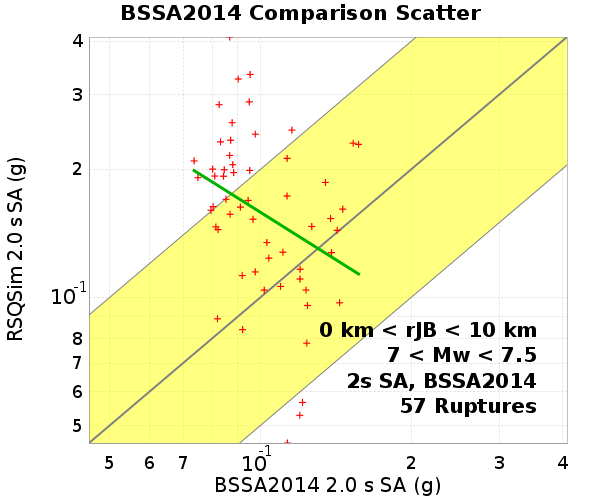 BSSA2014 Comparison Scatter
RSQSim 2.0 s SA (g)
4
3
2
10-1
8
7
6
5
0 km < rJB < 10 km
7 < Mw < 7.5
2s SA, BSSA2014
57 Ruptures
5 6 7 10-1 2 3 4
BSSA2014 2.0 s SA (g)